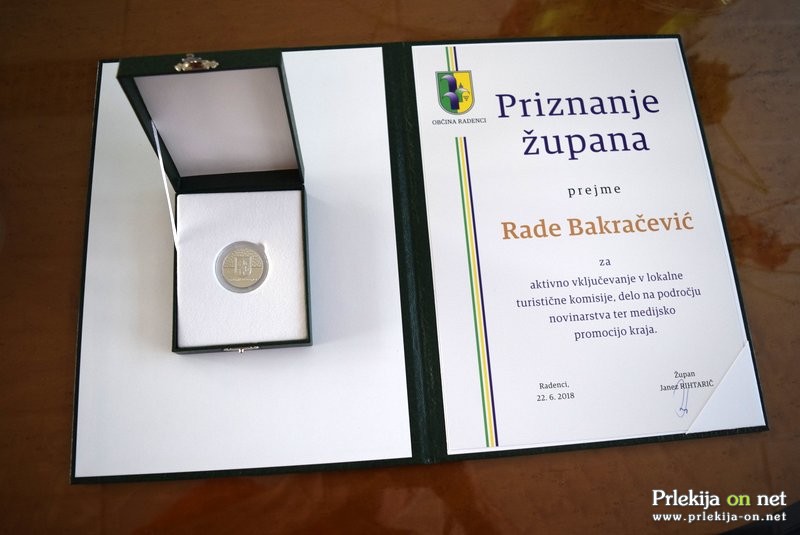 OBČINA RADENCI
Priznanje
župana
prejme
Rade Bakračević
za
aktivno vključevanje v lokalne
turistične komisije, delo na področju
novinarstva ter medijsko
promocijo kraja.
Radenci,
22. 6. 2018
Župan
Janez RIHTARIČ
Prlekija on net
www.prlekija-on.net